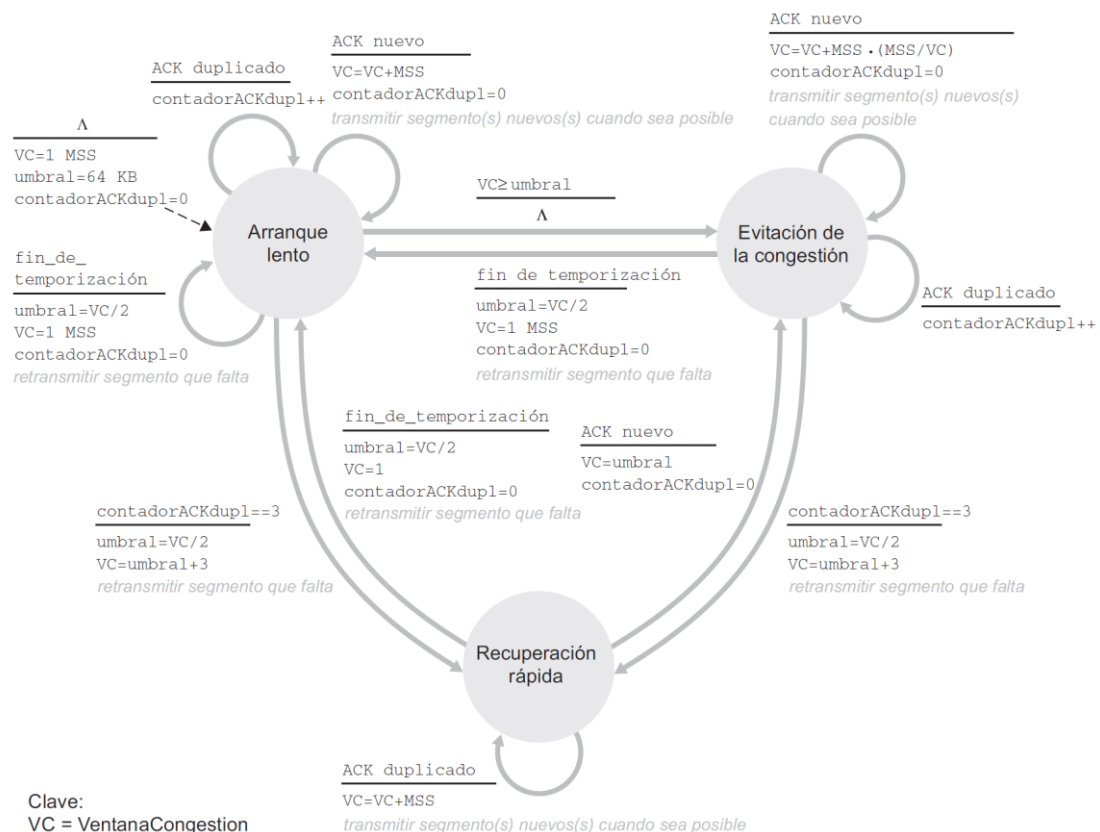 ACK nuevo
VC=VC+MSS
contadorACKdupl=0
transmitir segmento(s) nuevos(s) cuando sea posible
ACK duplicado
contadorACKdupl++
Λ
VC=1 MSS
umbral=64 KB
contadorACKdupl=0
fin_de_
temporización
umbral=VC/2
VC=1 MSS
contadorACKdupl=0
retransmitir segmento que falta
Arranque
lento
VC≥umbral
Λ
fin de temporización
umbral=VC/2
VC=1 MSS
contadorACKdupl=0
retransmitir segmento que falta
ACK nuevo
VC=VC+MSS·(MSS/VC)
contadorACKdupl=0
transmitir segmento(s) nuevos(s)
cuando sea posible
Evitación de
la congestión
ACK duplicado
contadorACKdupl++
fin_de_temporización
umbral=VC/2
VC=1
contadorACKdupl=0
retransmitir segmento que falta
ACK nuevo
VC=umbral
contadorACKdupl=0
contadorACKdupl==3
umbral=VC/2
VC=umbral+3
retransmitir segmento que falta
contadorACKdupl==3
umbral=VC/2
VC=umbral+3
retransmitir segmento que falta
Recuperación
rápida
ACK duplicado
VC=VC+MSS
transmitir segmento(s) nuevos(s) cuando sea posible
Clave:
VC = VentanaCongestion